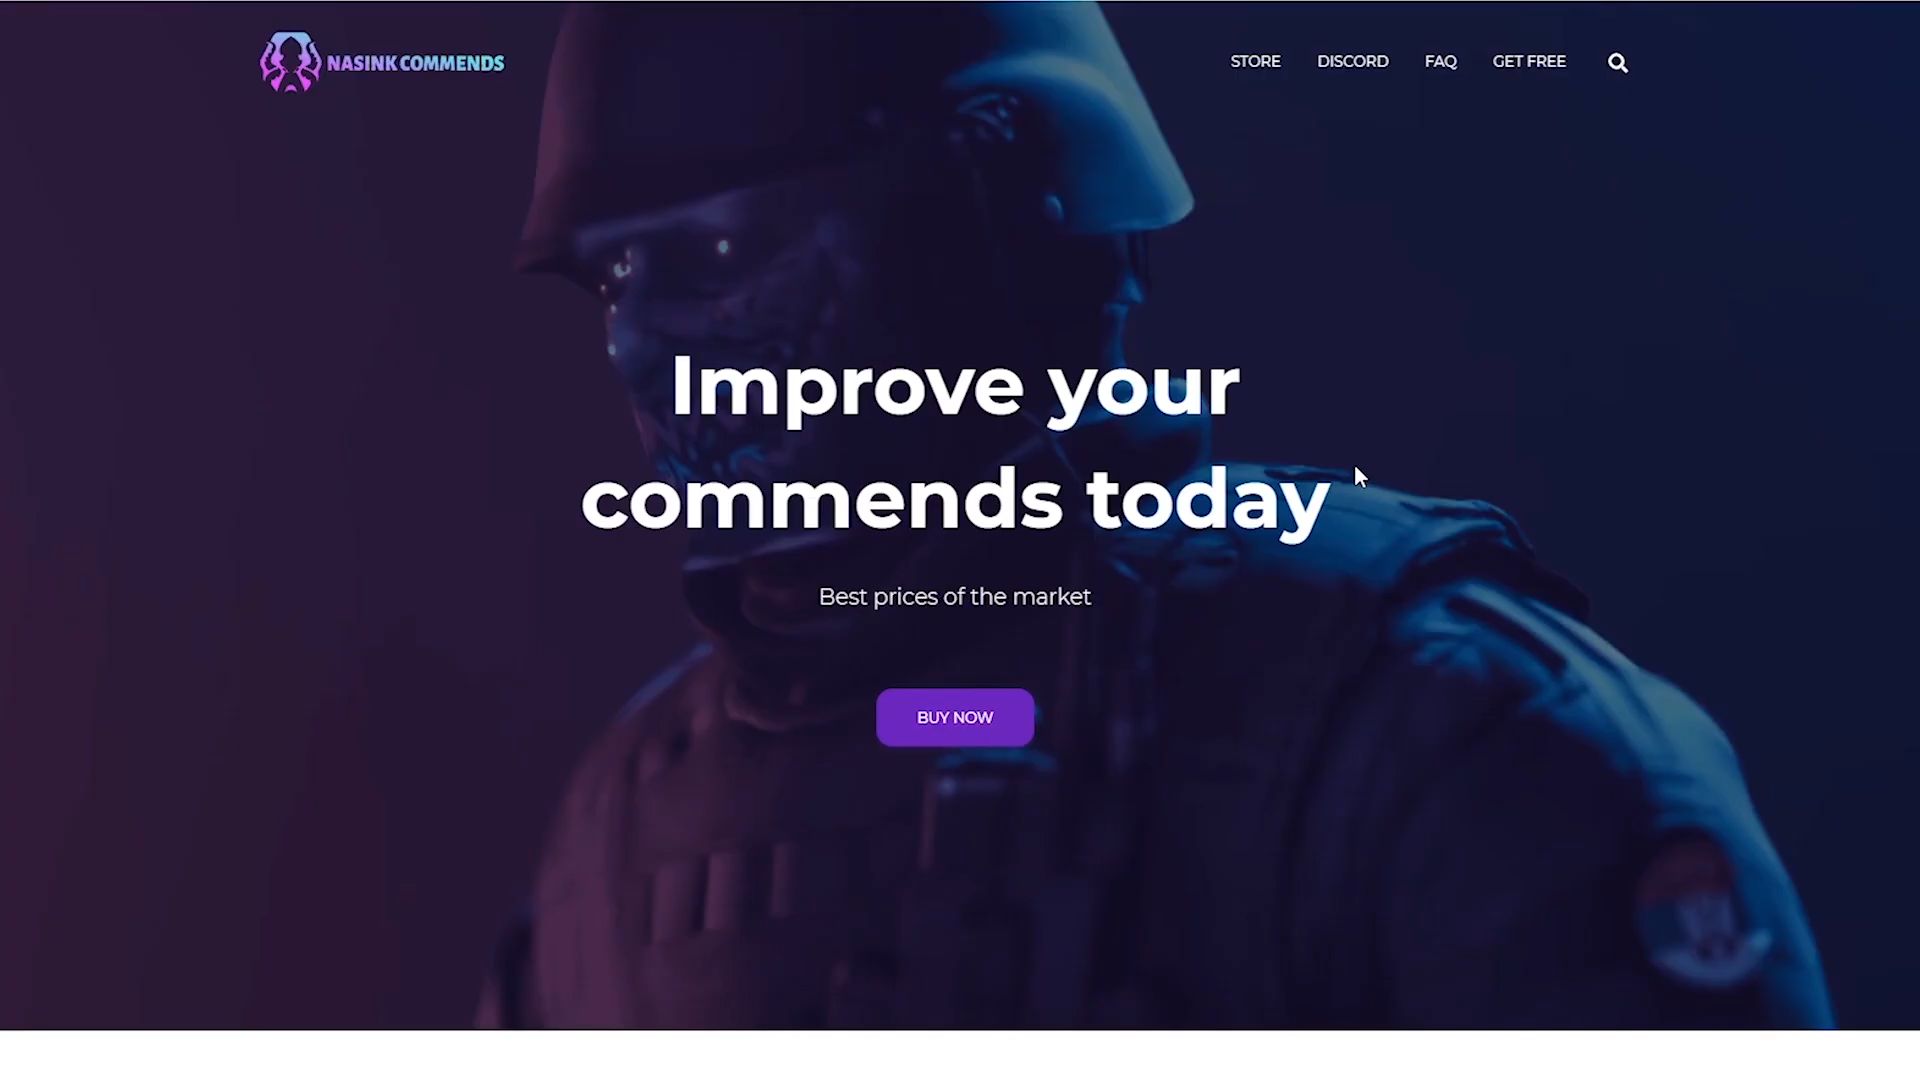 NASINK COMMENDS
STORE DISCORD FAQ GET FREE
Improve your
commends today
Best prices of the market
BUY NOW